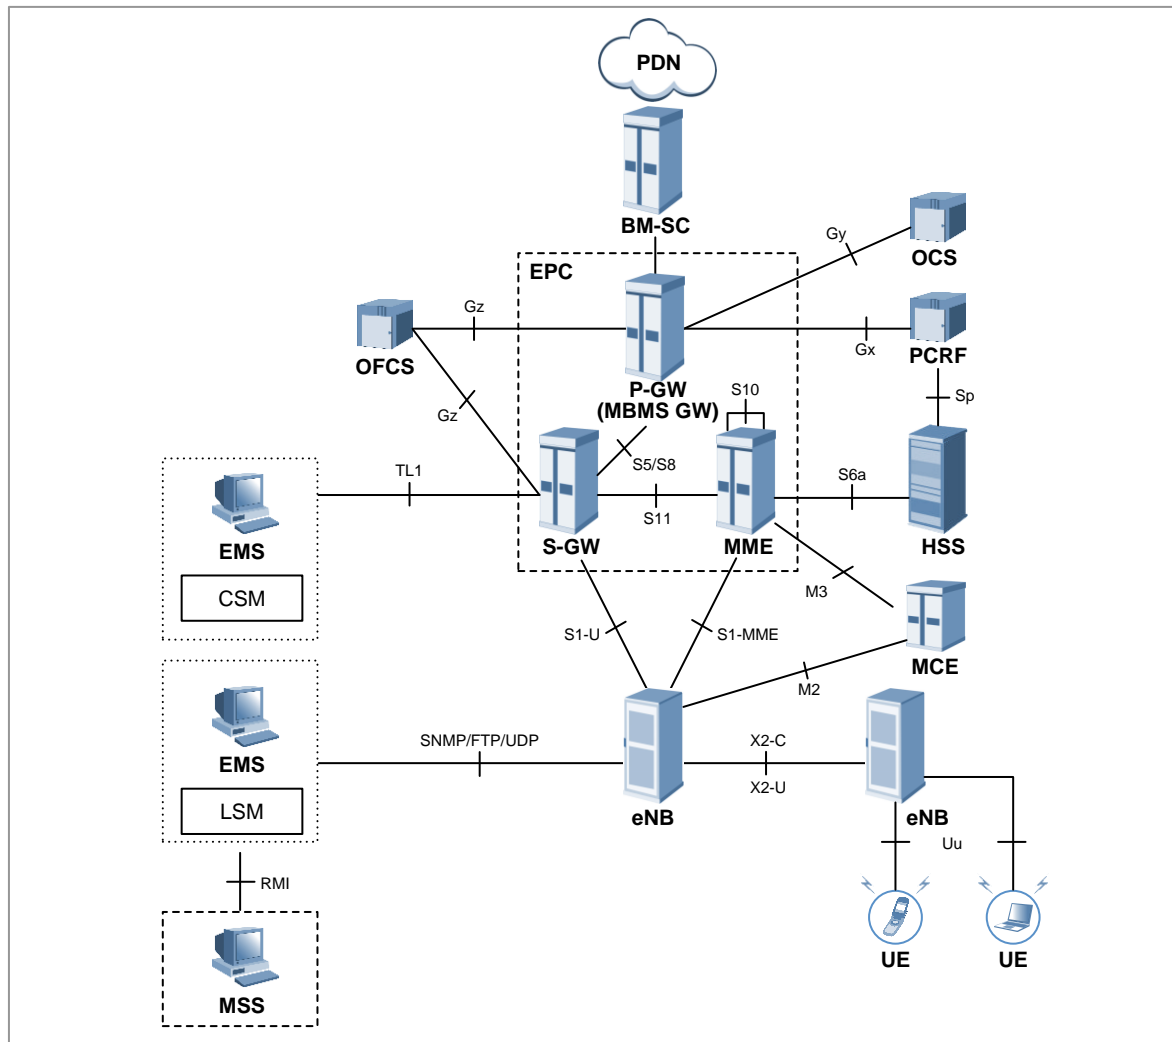 PDN
BM-SC
Gy
OCS
EPC
Gz
OFCS
Gx
PCRF
P-GW
(MBMS GW)
S10
Sp
Gz
S5/S8
TL1
S11
S6a
EMS
S-GW
MME
HSS
CSM
M3
S1-U
S1-MME
MCE
M2
EMS
SNMP/FTP/UDP
X2-C
X2-U
LSM
eNB
eNB
Uu
RMI
UE
UE
MSS